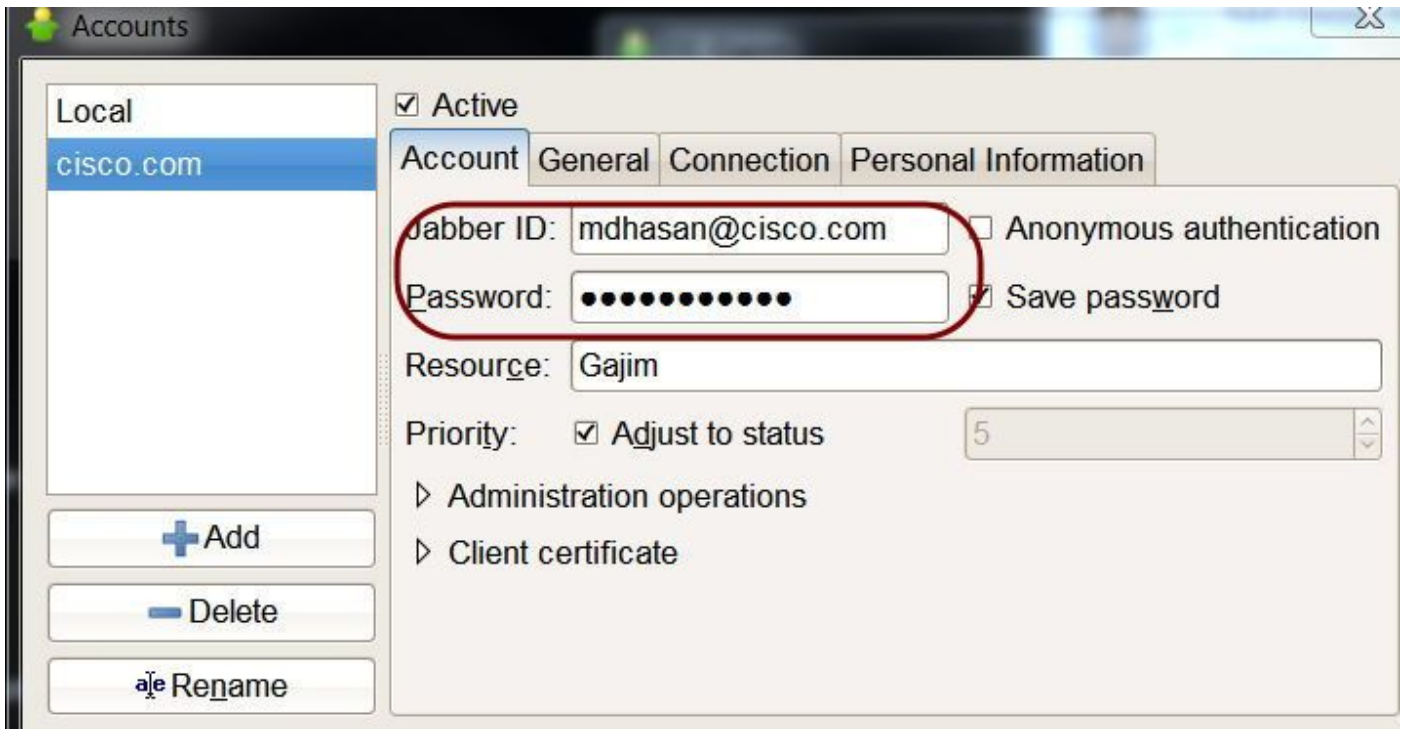 Accounts
Local
cisco.com
Add
Delete
Rename
Active
Account General Connection Personal Information
Jabber ID: mdhasan@cisco.com Anonymous authentication
Password: ●●●●●●●●●●● Save password
Resource: Gajim
Priority: Adjust to status 5
Administration operations
Client certificate